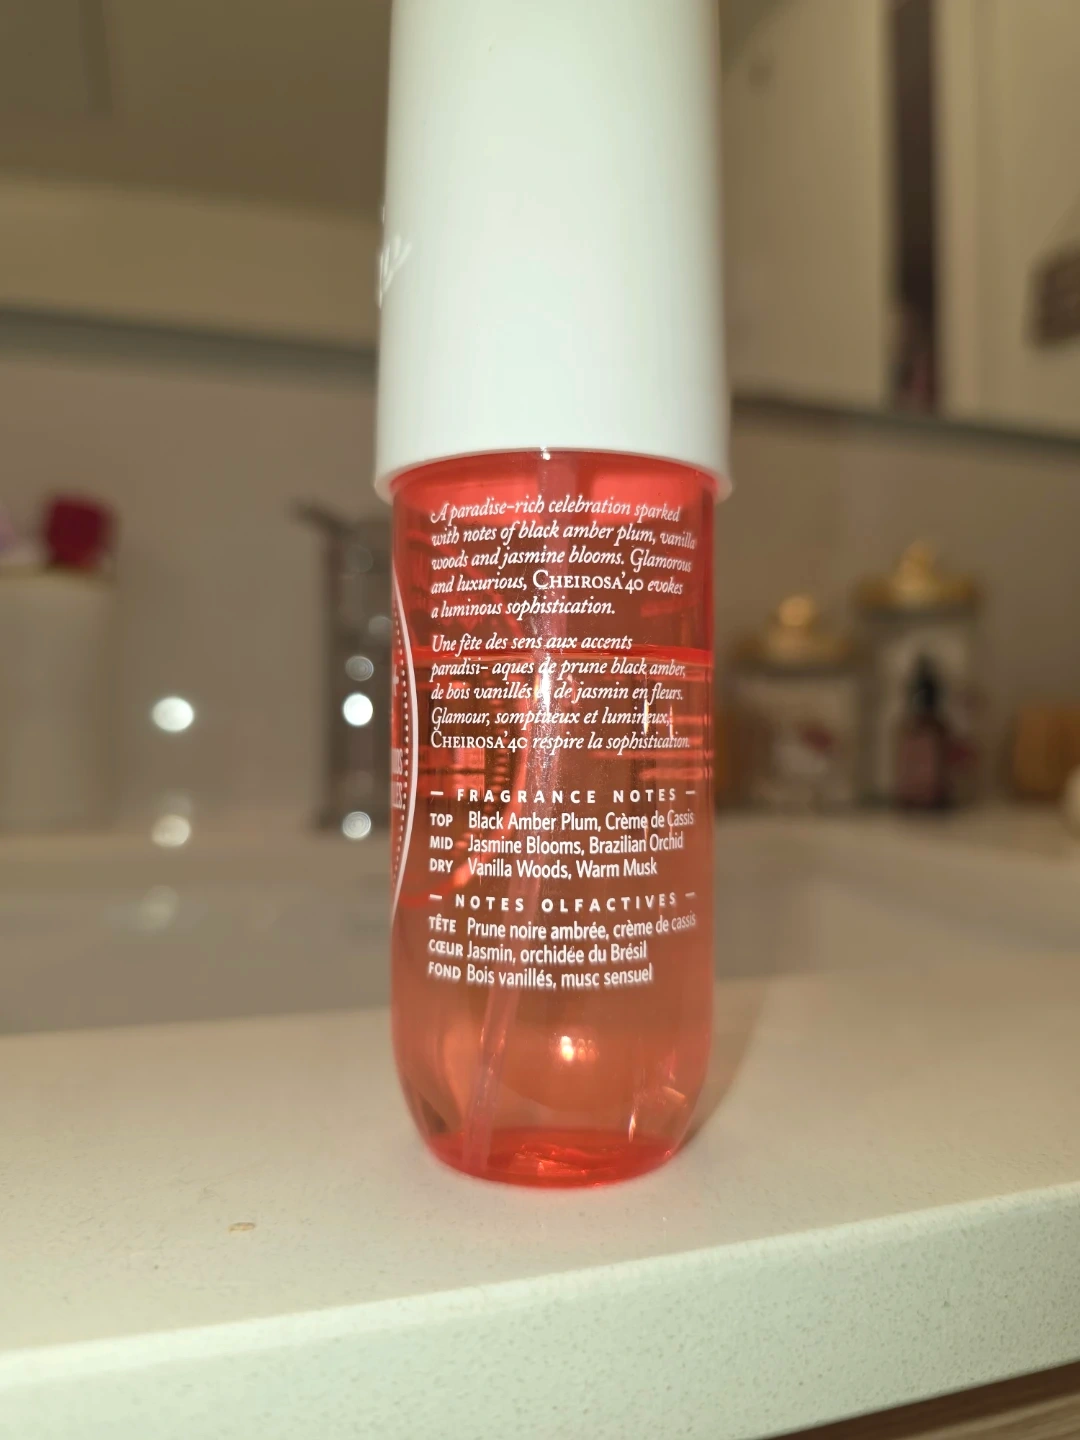 A paradise-rich celebration sparked
with notes of black amber plum, vanilla
woods and jasmine blooms. Glamorous
and luxurious, CHEIROSA'40 evokes
a luminous sophistication.
Une fête des sens aux accents
paradisi- aques de prune black amber,
de bois vanillés et de jasmin en fleurs.
Glamour, somptueux et lumineux,
CHEIROSA'40 respire la sophistication.
— FRAGRANCE NOTES —
TOP Black Amber Plum, Crème de Cassis
MID Jasmine Blooms, Brazilian Orchid
DRY Vanilla Woods, Warm Musk
— NOTES OLFACTIVES —
TÊTE Prune noire ambrée, crème de cassis
CŒUR Jasmin, orchidée du Brésil
FOND Bois vanillés, musc sensuel